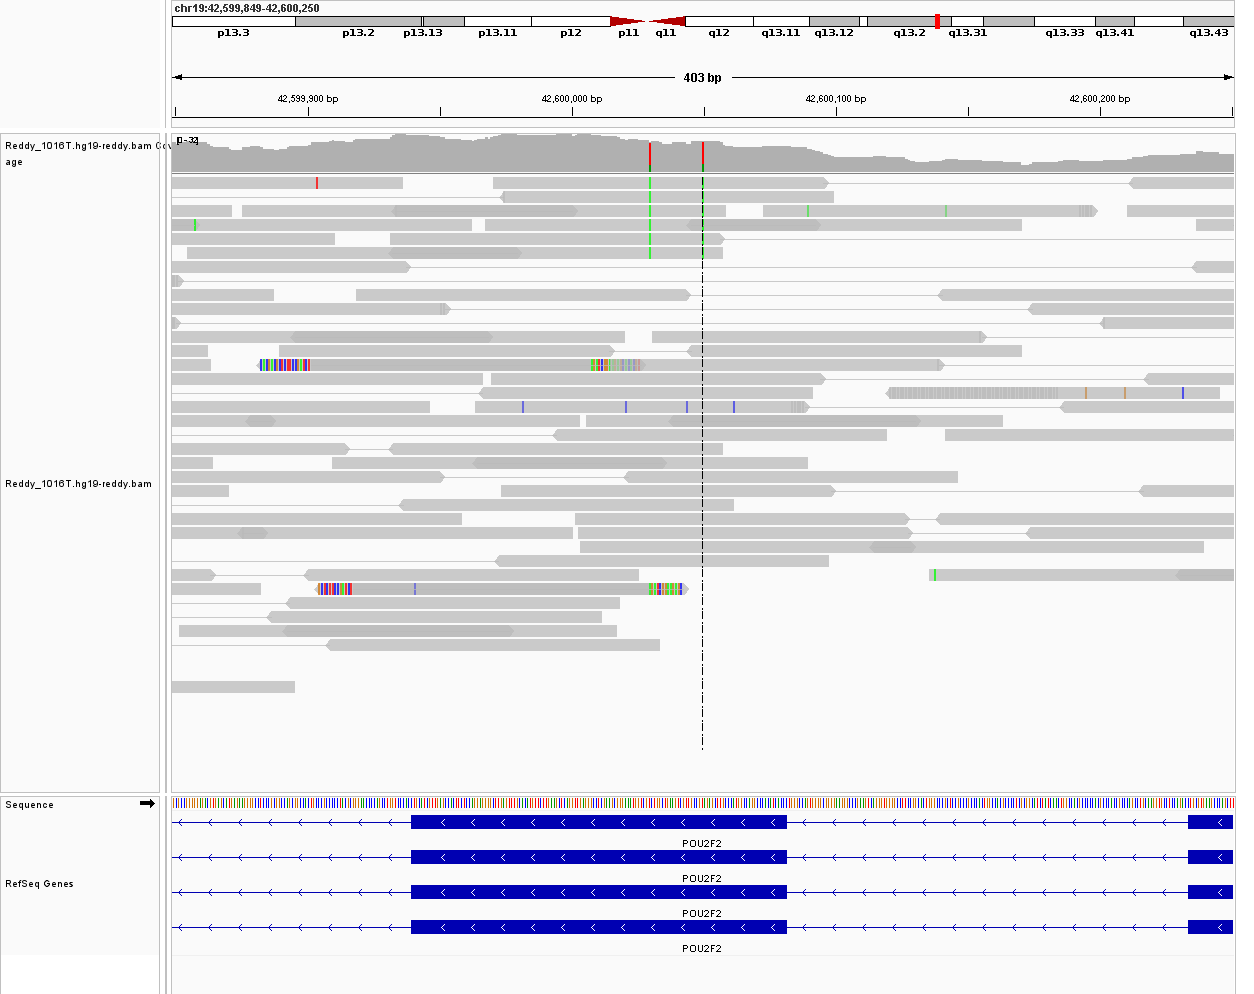 chr19:42,599,849-42,600,250
p13.3 p13.2 p13.13 p13.11 p12 p11 q11 q12 q13.11 q13.12 q13.2 q13.31 q13.33 q13.41 q13.43
403 bp
42,599,900 bp 42,600,000 bp 42,600,100 bp 42,600,200 bp
Reddy_1016T.hg19-reddy.bam
age
Reddy_1016T.hg19-reddy.bam
Sequence
POU2F2
POU2F2
RefSeq Genes
POU2F2
POU2F2